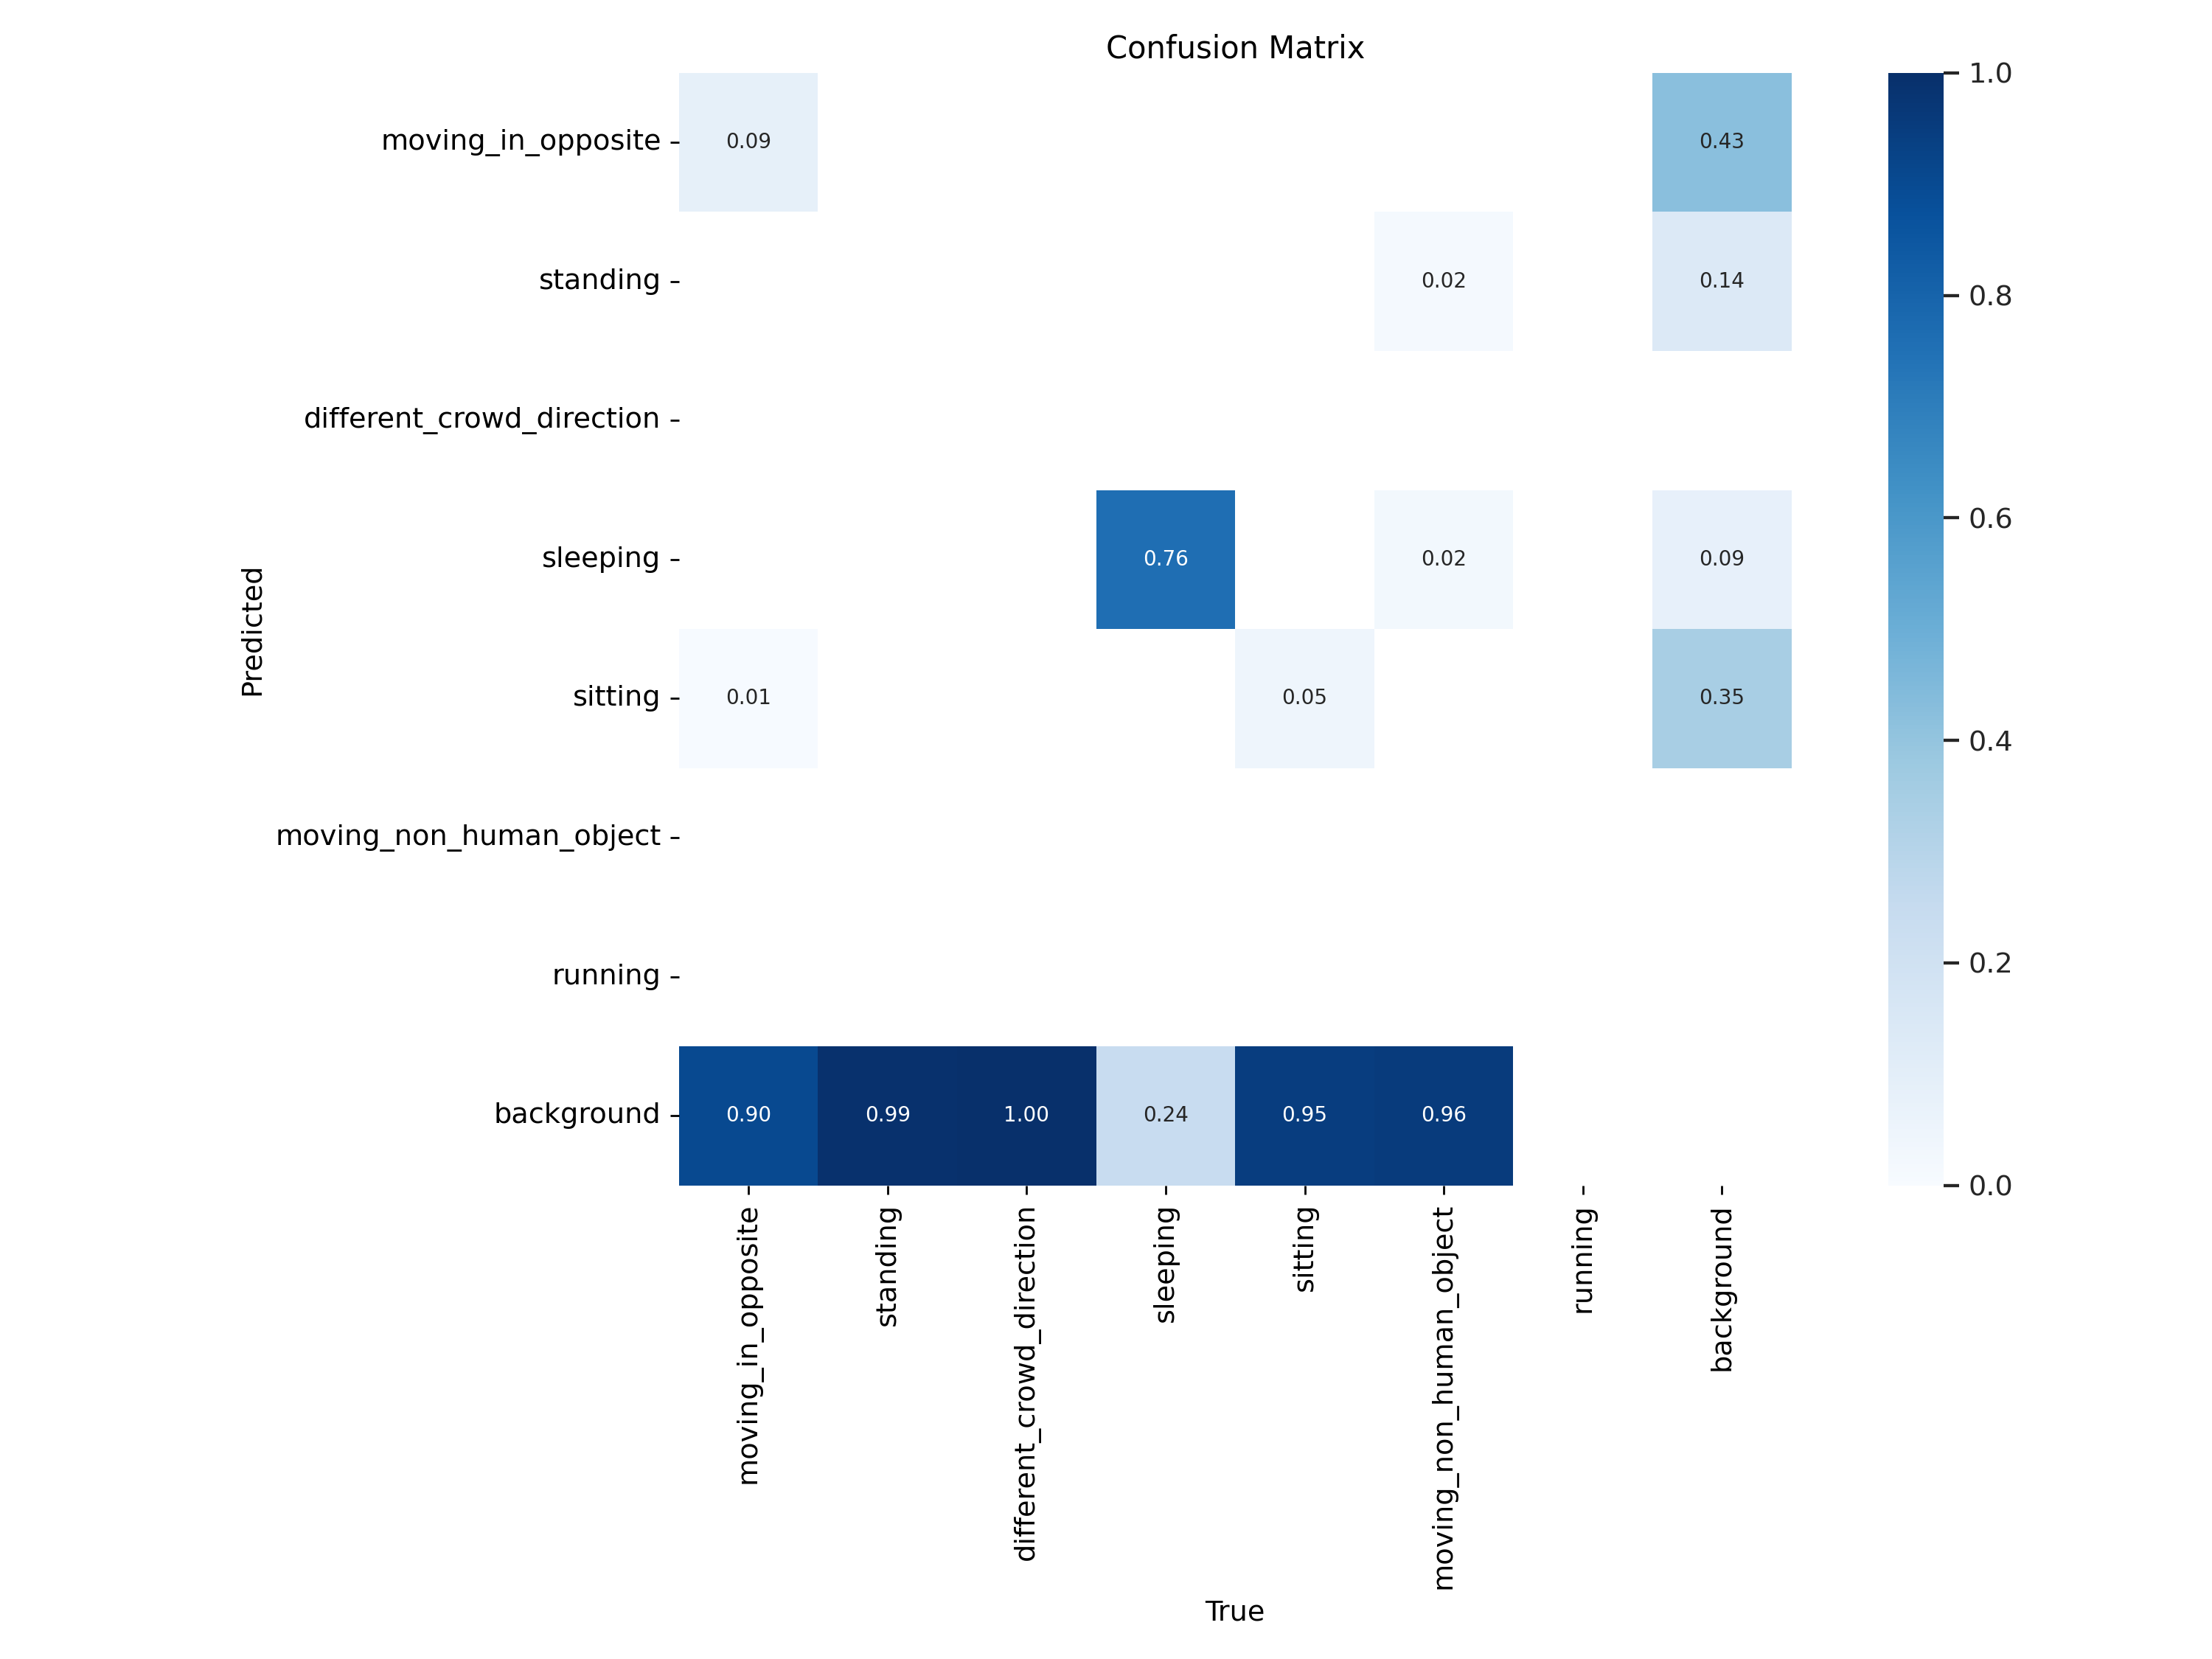 Confusion Matrix
moving_in_opposite
0.09
0.43
1.0
standing
0.02
0.14
0.8
different_crowd_direction
sleeping
0.76
0.02
0.09
0.6
Predicted
sitting
0.01
0.05
0.35
0.4
moving_non_human_object
running
0.2
background
0.90
0.99
1.00
0.24
0.95
0.96
0.0
moving_in_opposite
standing
different_crowd_direction
sleeping
sitting
moving_non_human_object
running
background
True